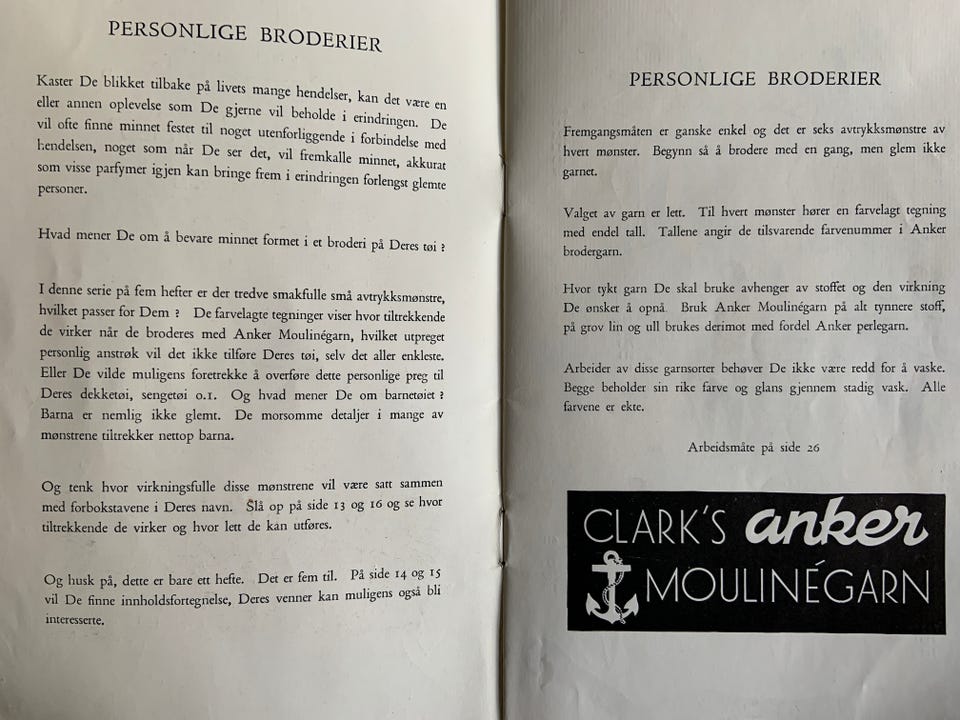 PERSONLIGE BRODERIER
Kaster De blikket tilbake på livets mange hendelser, kan det være en
eller annen oplevelse som De gjerne vil beholde i erindringen. De
vil ofte finne minnet festet til noget utenforliggende i forbindelse med
hendelsen, noget som når De ser det, vil fremkalle minnet, akkurat
som visse parfymer igjen kan bringe frem i erindringen forlengst glemte
personer.
Hvad mener De om å bevare minnet formet i et broderi på Deres tøi ?
I denne serie på fem hefter er der tredve smakfulle små avtrykksmønstre,
hvilket passer for Dem ? De farvelagte tegninger viser hvor tiltrekkende
de virker når de broderes med Anker Moulinégarn, hvilket utpreget
personlig anstrøk vil det ikke tilføre Deres tøi, selv det aller enkleste.
Eller De vilde muligens foretrekke å overføre dette personlige preg til
Deres dekketøi, sengetøi o.l. Og hvad mener De om barnetøiet ?
Barna er nemlig ikke glemt. De morsomme detaljer i mange av
mønstrene tiltrekker nettop barna.
Og tenk hvor virkningsfulle disse mønstrene vil være satt sammen
med forbokstavene i Deres navn. Slå op på side 13 og 16 og se hvor
tiltrekkende de virker og hvor lett de kan utføres.
Og husk på, dette er bare ett hefte. Det er fem til. På side 14 og 15
vil De finne innholdsfortegnelse, Deres venner kan muligens også bli
interesserte.
PERSONLIGE BRODERIER
Fremgangsmåten er ganske enkel og det er seks avtrykksmønstre av
hvert mønster. Begynn så å brodere med en gang, men glem ikke
garnet.
Valget av garn er lett. Til hvert mønster hører en farvelagt tegning
med endel tall. Tallene angir de tilsvarende farvenummer i Anker
brodergarn.
Hvor tykt garn De skal bruke avhenger av stoffet og den virkning
De ønsker å opnå. Bruk Anker Moulinégarn på alt tynnere stoff,
på grov lin og ull brukes derimot med fordel Anker perlegarn.
Arbeider av disse garnsorter behøver De ikke være redd for å vaske.
Begge beholder sin rike farve og glans gjennem stadig vask. Alle
farvene er ekte.
Arbeidsmåte på side 26
CLARK'S anker
MOULINÉGARN